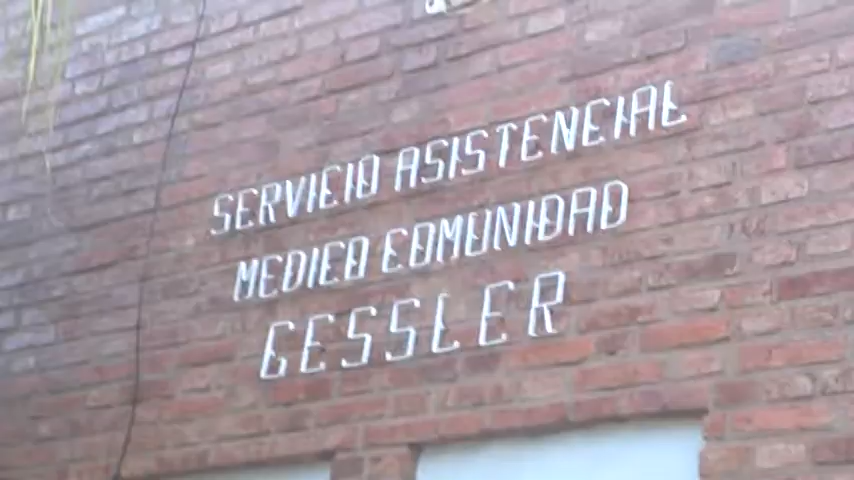 SERVICIO ASISTENCIAL
MEDICO COMUNIDAD
GESSLER